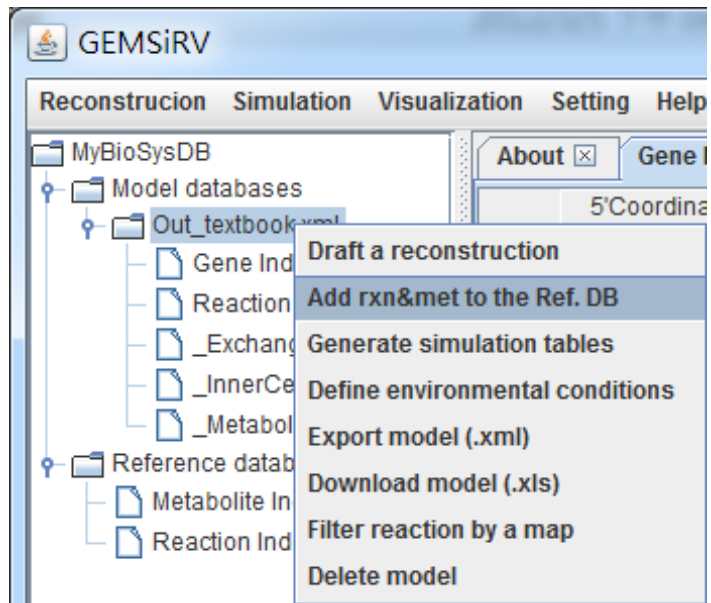 GEMSiRV
Reconstrucion Simulation Visualization Setting Help
MyBioSysDB
About
Gene
Model databases
5'Coordina
Out_textbook.xml
Draft a reconstruction
Gene Ind
Add rxn&met to the Ref. DB
Reaction
Generate simulation tables
_Exchang
Define environmental conditions
_InnerCe
Export model (.xml)
_Metabol
Reference datab
Download model (.xls)
Metabolite In
Filter reaction by a map
Reaction Ind
Delete model